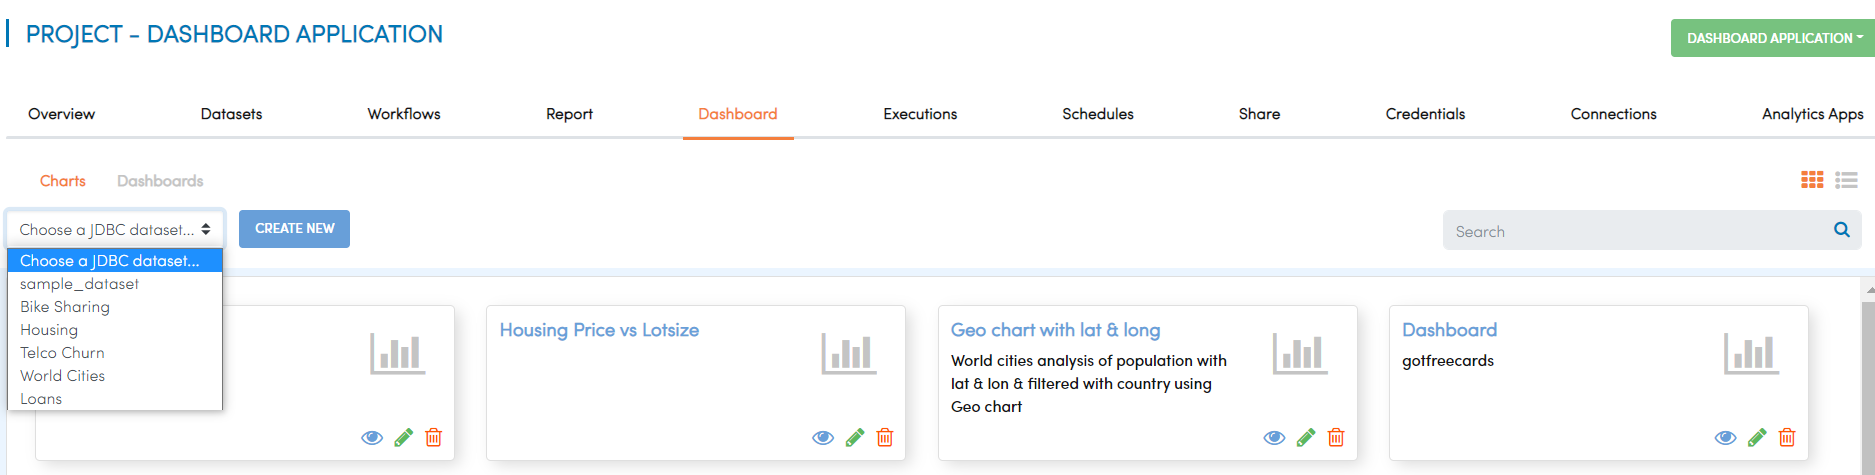 PROJECT - DASHBOARD APPLICATION
DASHBOARD APPLICATION
Overview
Datasets
Workflows
Report
Dashboard
Executions
Schedules
Share
Credentials
Connections
Analytics Apps
Charts
Dashboards
Choose a JDBC dataset...
CREATE NEW
Search
Choose a JDBC dataset...
sample_dataset
Bike Sharing
Housing
Telco Churn
World Cities
Loans
Housing Price vs Lotsize
Geo chart with lat & long
World cities analysis of population with
lat & lon & filtered with country using
Geo chart
Dashboard
gotfreecards